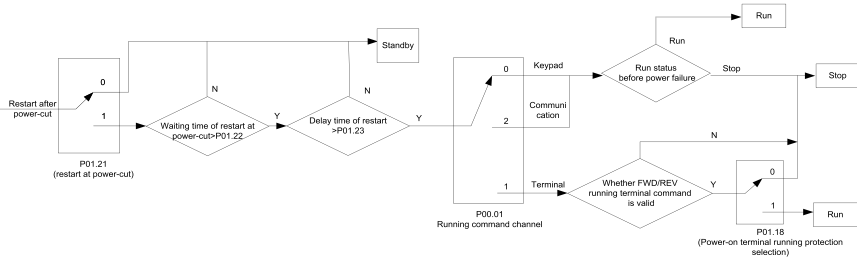 Restart after
power-cut
0
1
P01.21
(restart at power-cut)
N
Waiting time of restart at
power-cut>P01.22
Y
N
Delay time of restart
>P01.23
Y
Standby
0
Keypad
Communi
cation
2
1
Terminal
P00.01
Running command channel
Run
Run
Run status
before power failure
Stop
Stop
N
Whether FWD/REV
running terminal command
is valid
Y
0
1
Run
P01.18
(Power-on terminal running protection
selection)